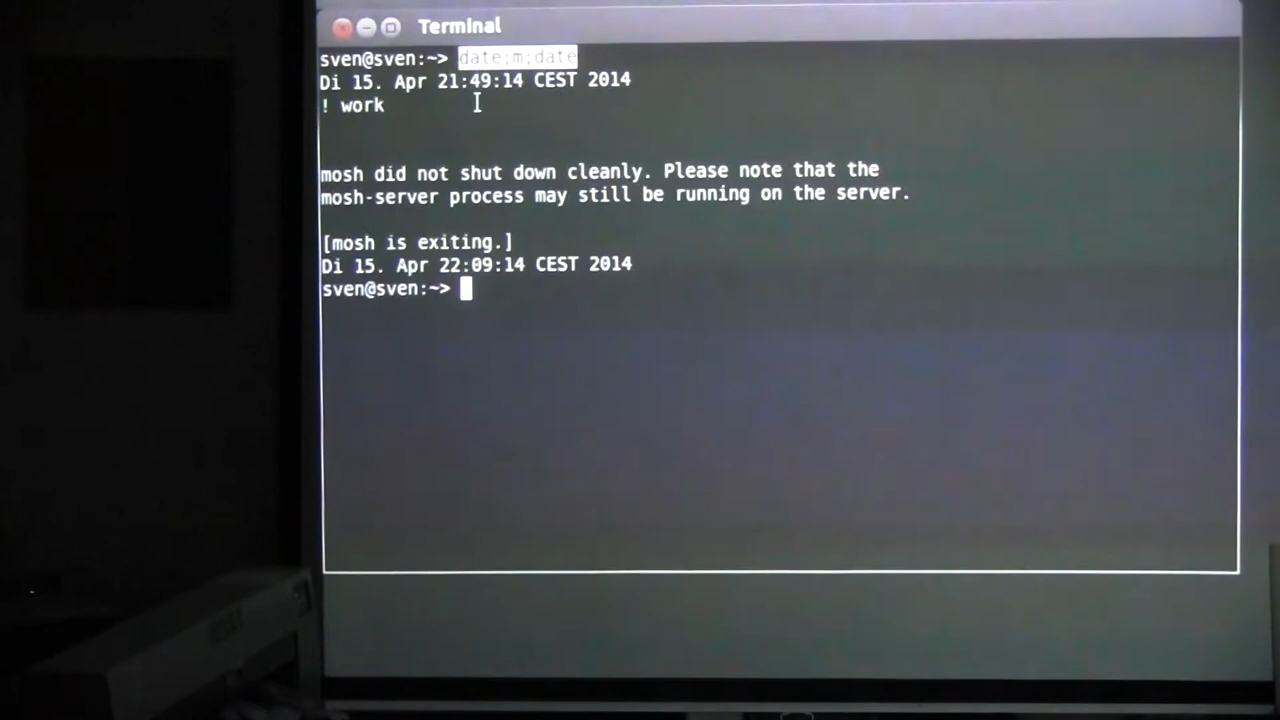 Terminal
sven@sven:~> date;m;date
Di 15. Apr 21:49:14 CEST 2014
! work
mosh did not shut down cleanly. Please note that the
mosh-server process may still be running on the server.
[mosh is exiting.]
Di 15. Apr 22:09:14 CEST 2014
sven@sven:~>